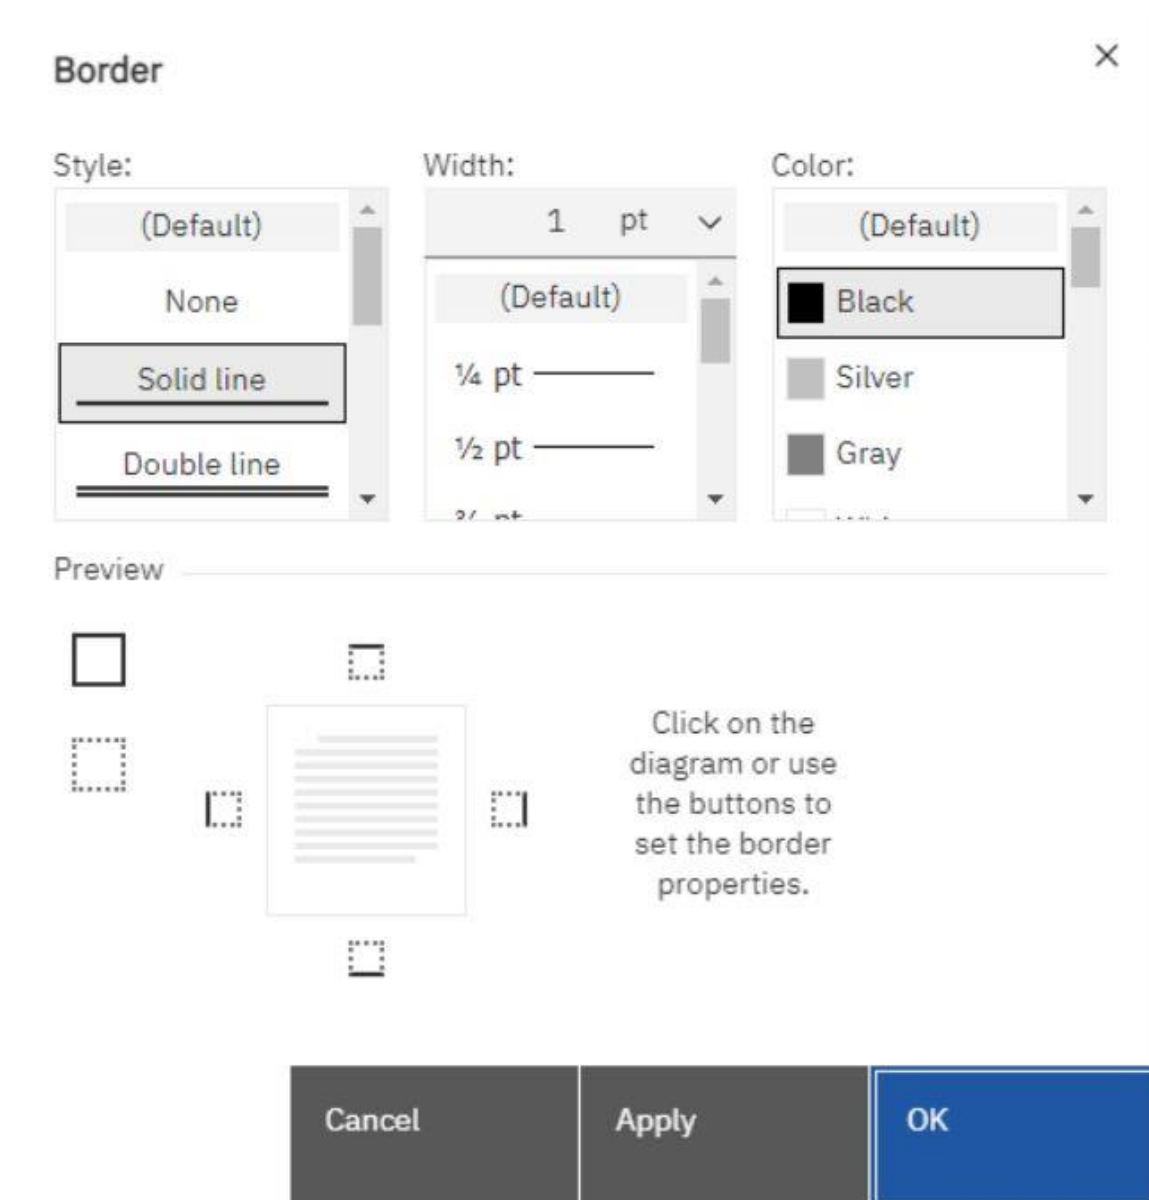 Border
×
Style:
(Default)
None
Solid line
Double line
Width:
1 pt
(Default)
¼ pt
½ pt
Color:
(Default)
Black
Silver
Gray
Preview
Click on the
diagram or use
the buttons to
set the border
properties.
Cancel
Apply
OK